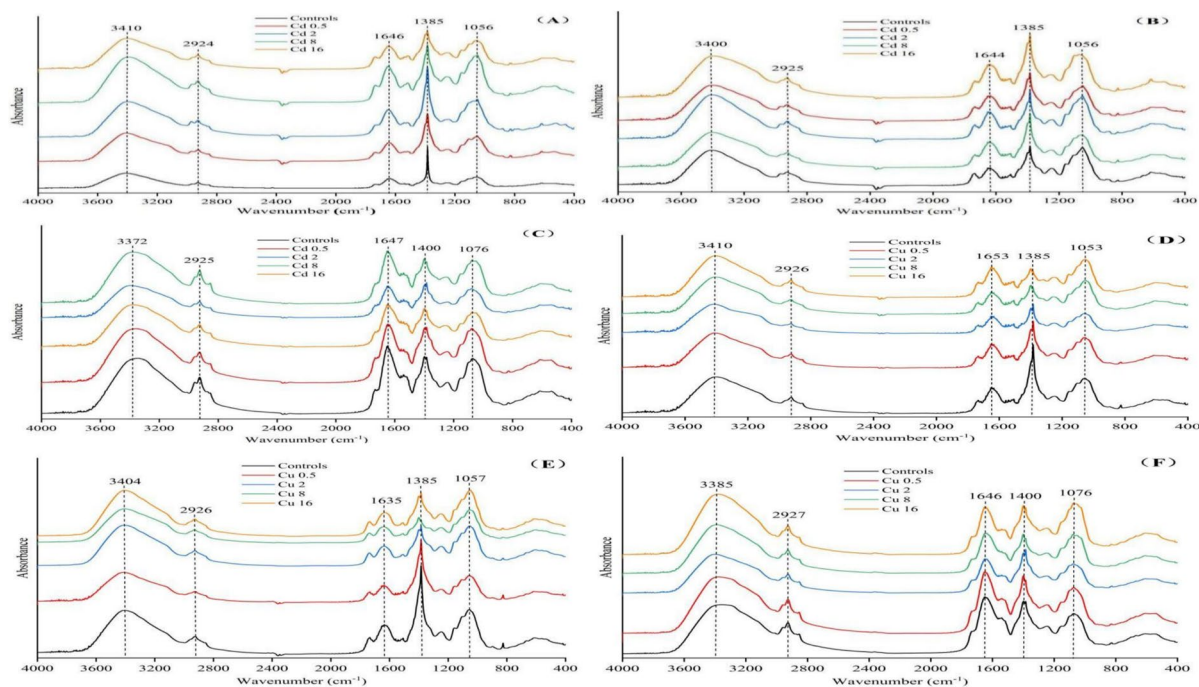 (A)
Controls
Cd 0.5
Cd 2
Cd 8
Cd 16
3410
2924
1646
1385
1056
Absorbance
4000 3600 3200 2800 2400 2000 1600 1200 800 400
Wavenumber (cm⁻¹)
(B)
Controls
Cd 0.5
Cd 2
Cd 8
Cd 16
3400
2925
1644
1385
1056
Absorbance
4000 3600 3200 2800 2400 2000 1600 1200 800 400
Wavenumber (cm⁻¹)
(C)
Controls
Cd 0.5
Cd 2
Cd 8
Cd 16
3372
2925
1647
1400
1076
Absorbance
4000 3200 2400 1600 800 0
Wavenumber (cm⁻¹)
(D)
Controls
Cu 0.5
Cu 2
Cu 8
Cu 16
3410
2926
1653
1385
1053
Absorbance
4000 3600 3200 2800 2400 2000 1600 1200 800 400
Wavenumber (cm⁻¹)
(E)
Controls
Cu 0.5
Cu 2
Cu 8
Cu 16
3404
2926
1635
1385
1057
Absorbance
4000 3600 3200 2800 2400 2000 1600 1200 800 400
Wavenumber (cm⁻¹)
(F)
Controls
Cu 0.5
Cu 2
Cu 8
Cu 16
3385
2927
1646
1400
1076
Absorbance
4000 3600 3200 2800 2400 2000 1600 1200 800 400
Wavenumber (cm⁻¹)